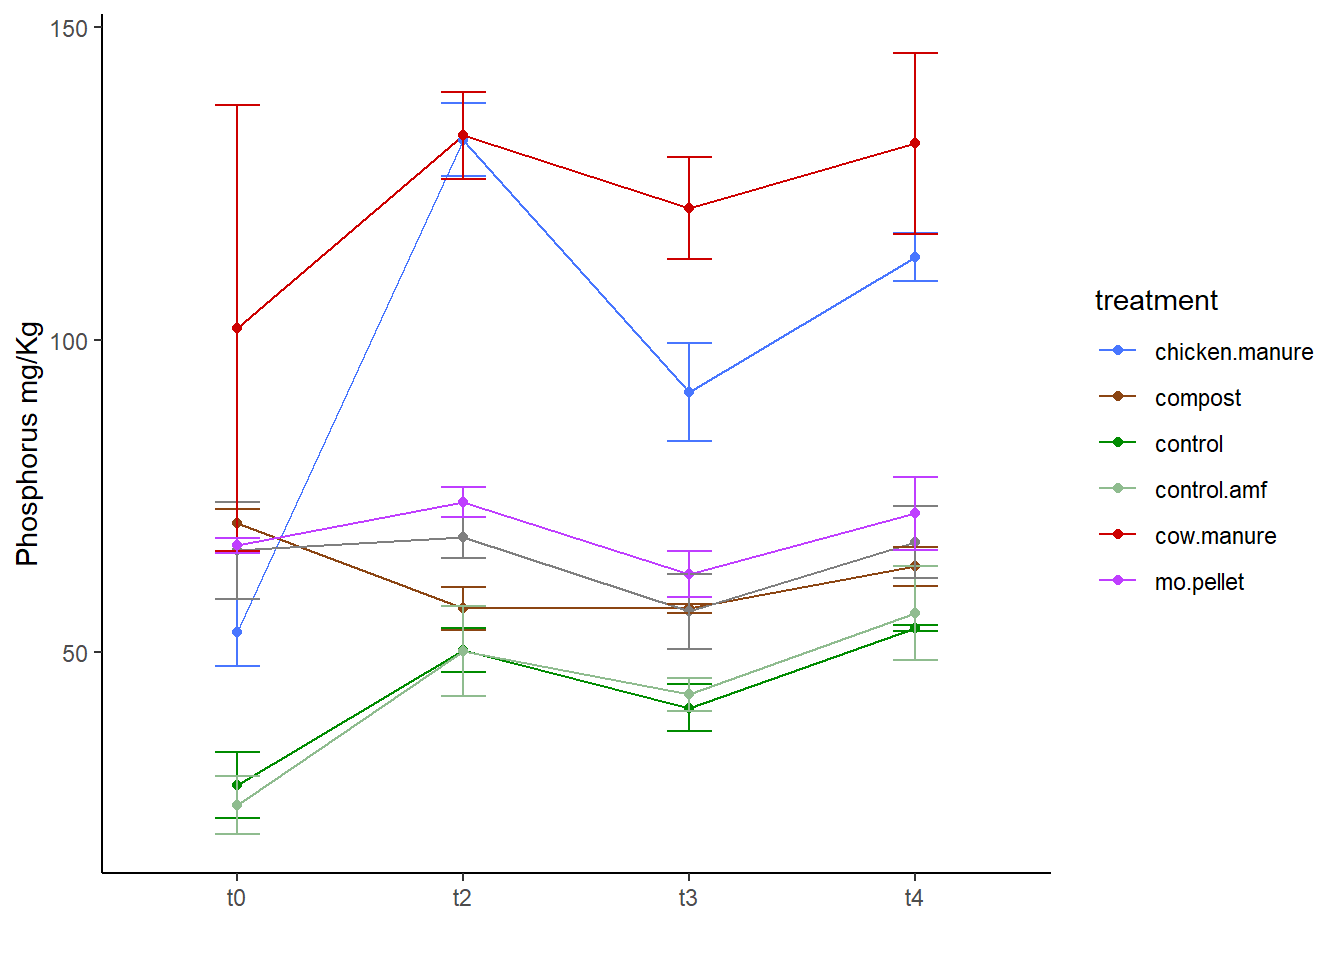 Phosphorus mg/Kg
150
100
50
t0
t2
t3
t4
treatment
chicken.manure
compost
control
control.amf
cow.manure
mo.pellet